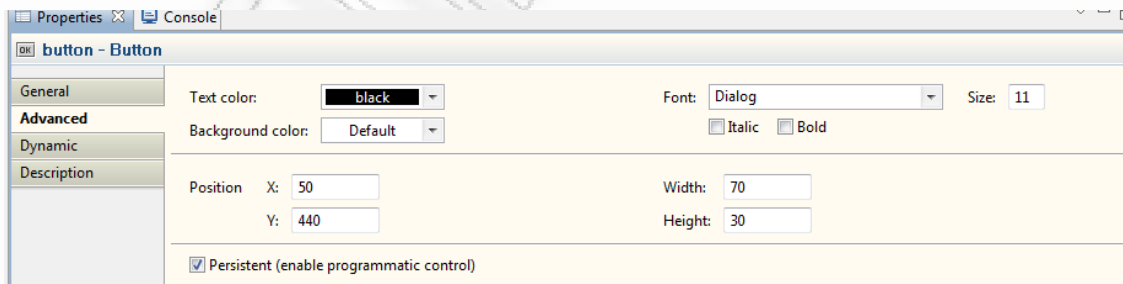 Properties Console
OK button - Button
General
Advanced
Dynamic
Description
Text color: black Font: Dialog Size: 11
Background color: Default Italic Bold
Position X: 50 Width: 70
Y: 440 Height: 30
Persistent (enable programmatic control)